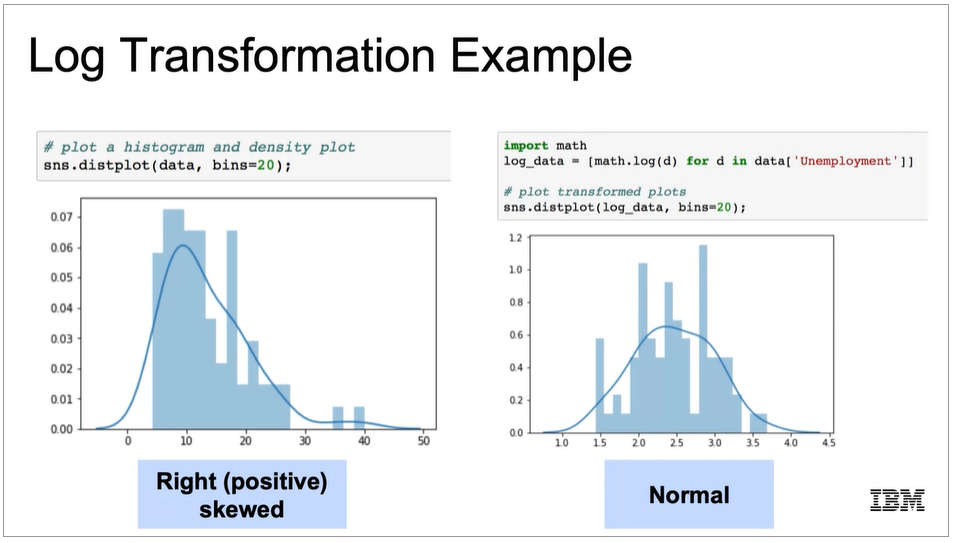 Log Transformation Example
# plot a histogram and density plot
sns.distplot(data, bins=20);
0.07
0.06
0.05
0.04
0.03
0.02
0.01
0.00
0 10 20 30 40 50
Right (positive)
skewed
import math
log_data = [math.log(d) for d in data['Unemployment']]
# plot transformed plots
sns.distplot(log_data, bins=20);
1.2
1.0
0.8
0.6
0.4
0.2
0.0
1.0 1.5 2.0 2.5 3.0 3.5 4.0 4.5
Normal
IBM